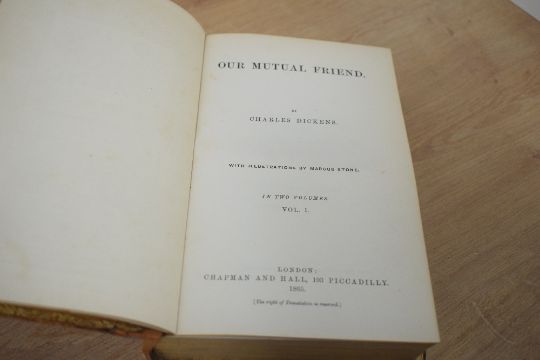 OUR MUTUAL FRIEND.
BY
CHARLES DICKENS.
WITH ILLUSTRATIONS BY MARCUS STONE.
IN TWO VOLUMES
VOL. I.
LONDON:
CHAPMAN AND HALL, 193 PICCADILLY.
1865.
[The right of Translation is reserved.]